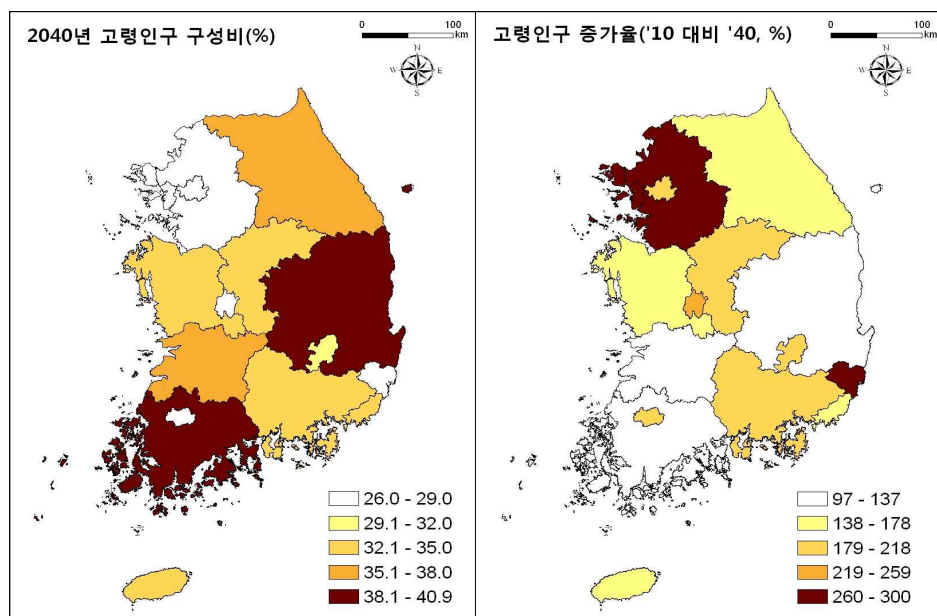 2040년 고령인구 구성비(%)
0 100
km
N
W E
S
26.0 - 29.0
29.1 - 32.0
32.1 - 35.0
35.1 - 38.0
38.1 - 40.9
고령인구 증가율('10 대비 '40, %)
0 100
km
N
W E
S
97 - 137
138 - 178
179 - 218
219 - 259
260 - 300